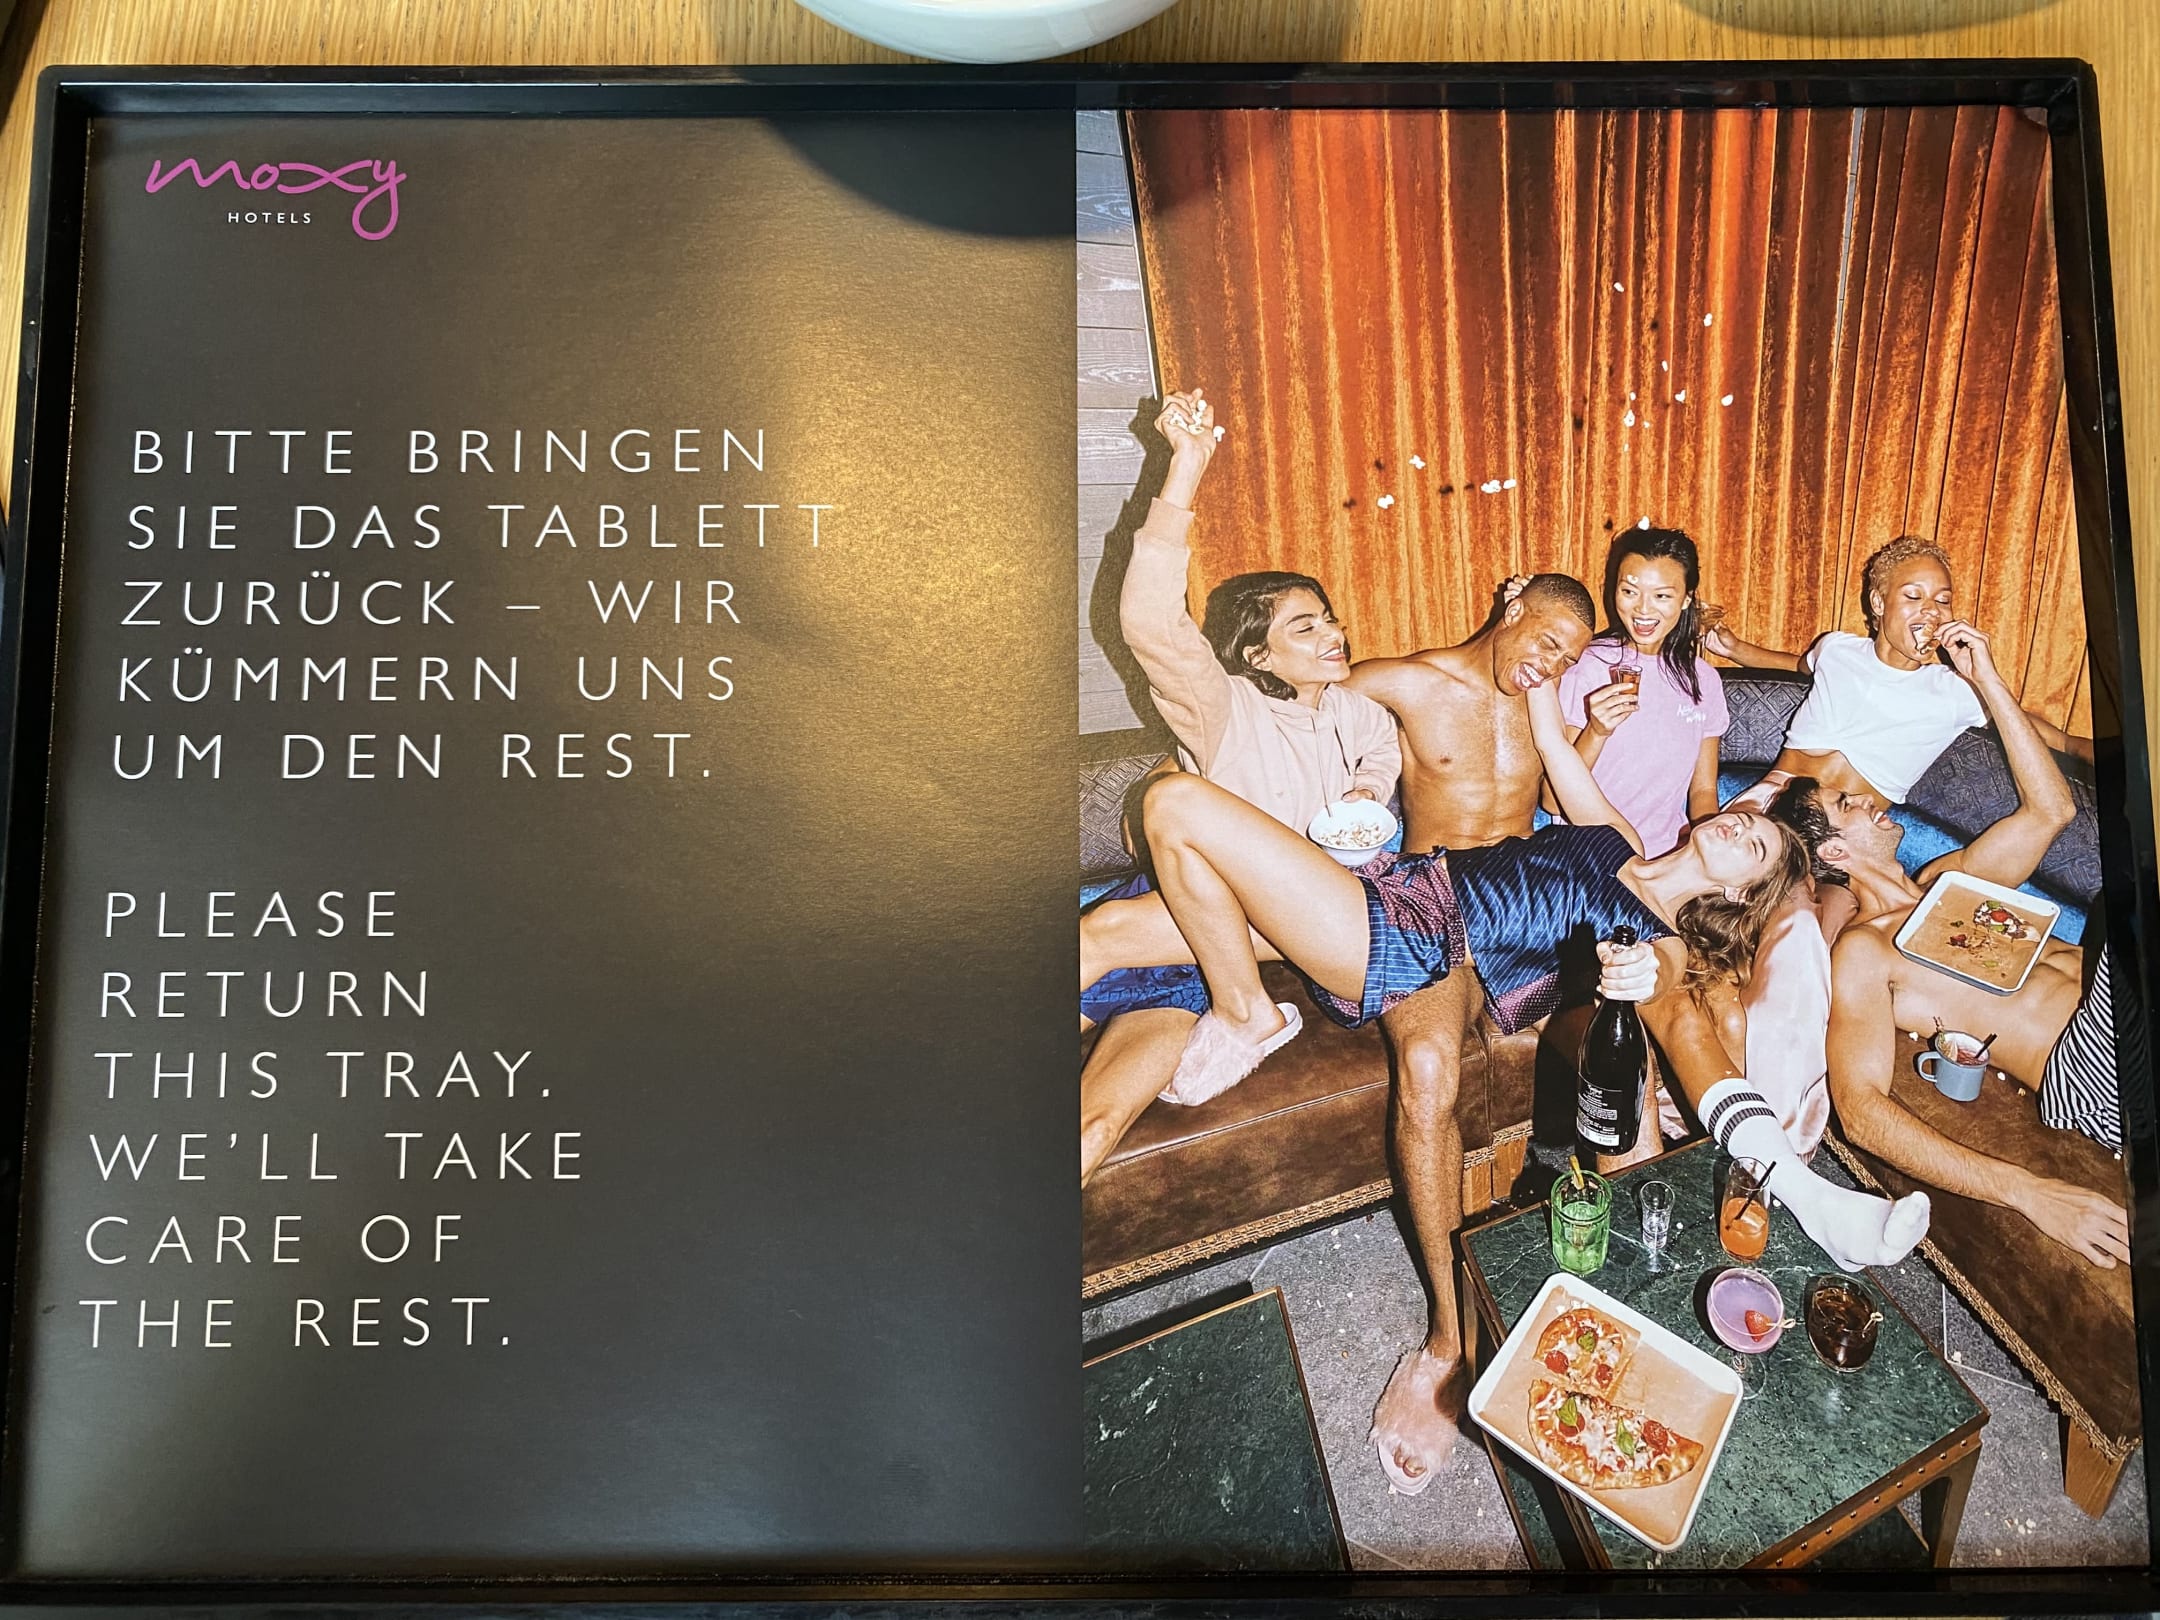 moxy
HOTELS
BITTE BRINGEN
SIE DAS TABLETT
ZURÜCK – WIR
KÜMMERN UNS
UM DEN REST.
PLEASE
RETURN
THIS TRAY.
WE'LL TAKE
CARE OF
THE REST.